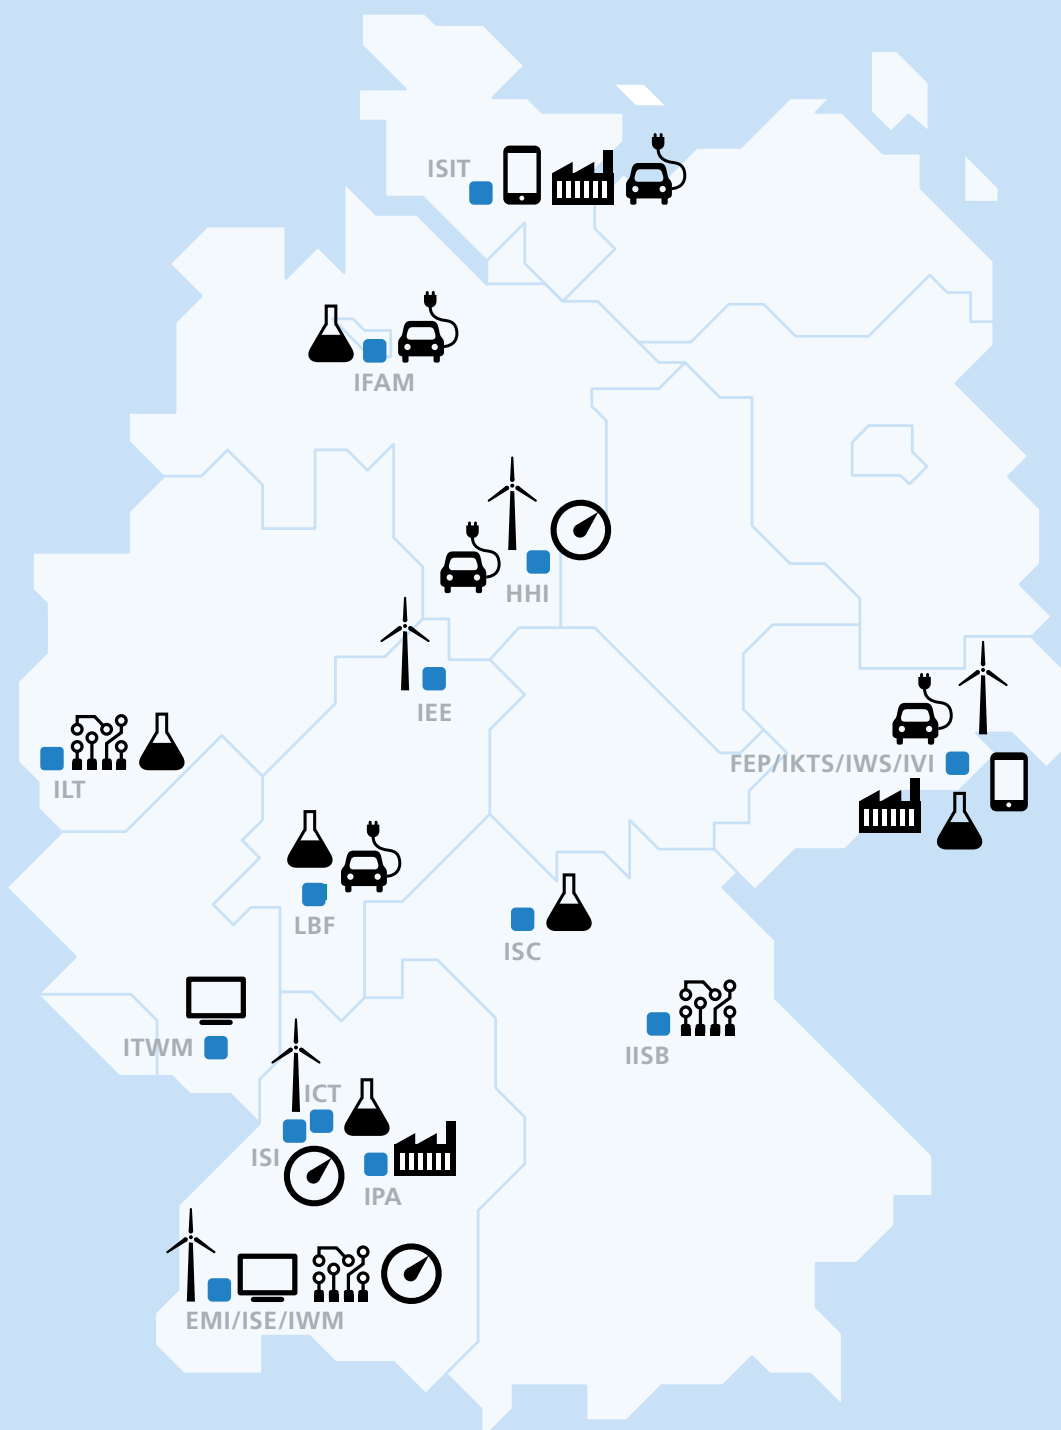 ISIT
IFAM
HHI
IEE
FEP/IKTS/IWS/IVI
ILT
LBF
ISC
IISB
ITWM
ICT
ISI
IPA
EMI/ISE/IWM